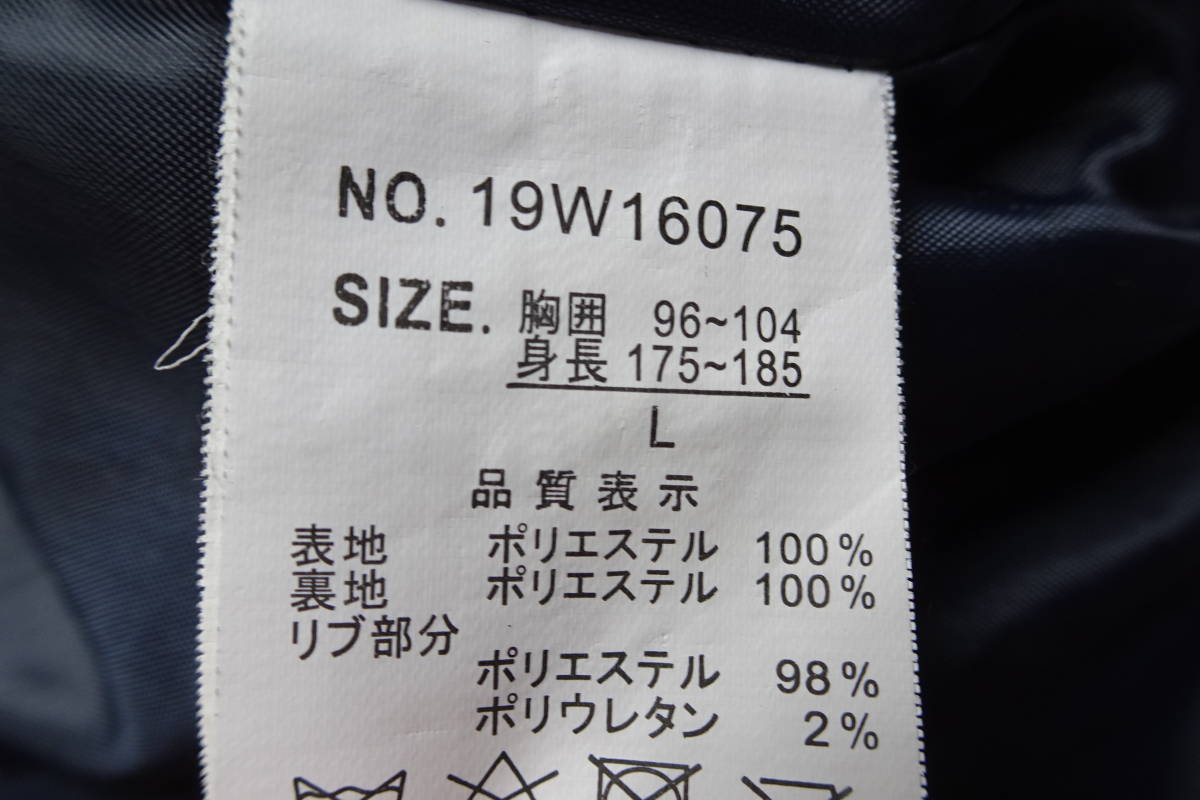 NO. 19W16075
SIZE. 胸囲 96~104
身長 175~185
L
品質表示
表地 ポリエステル 100%
裏地 ポリエステル 100%
リブ部分
ポリエステル 98%
ポリウレタン 2%